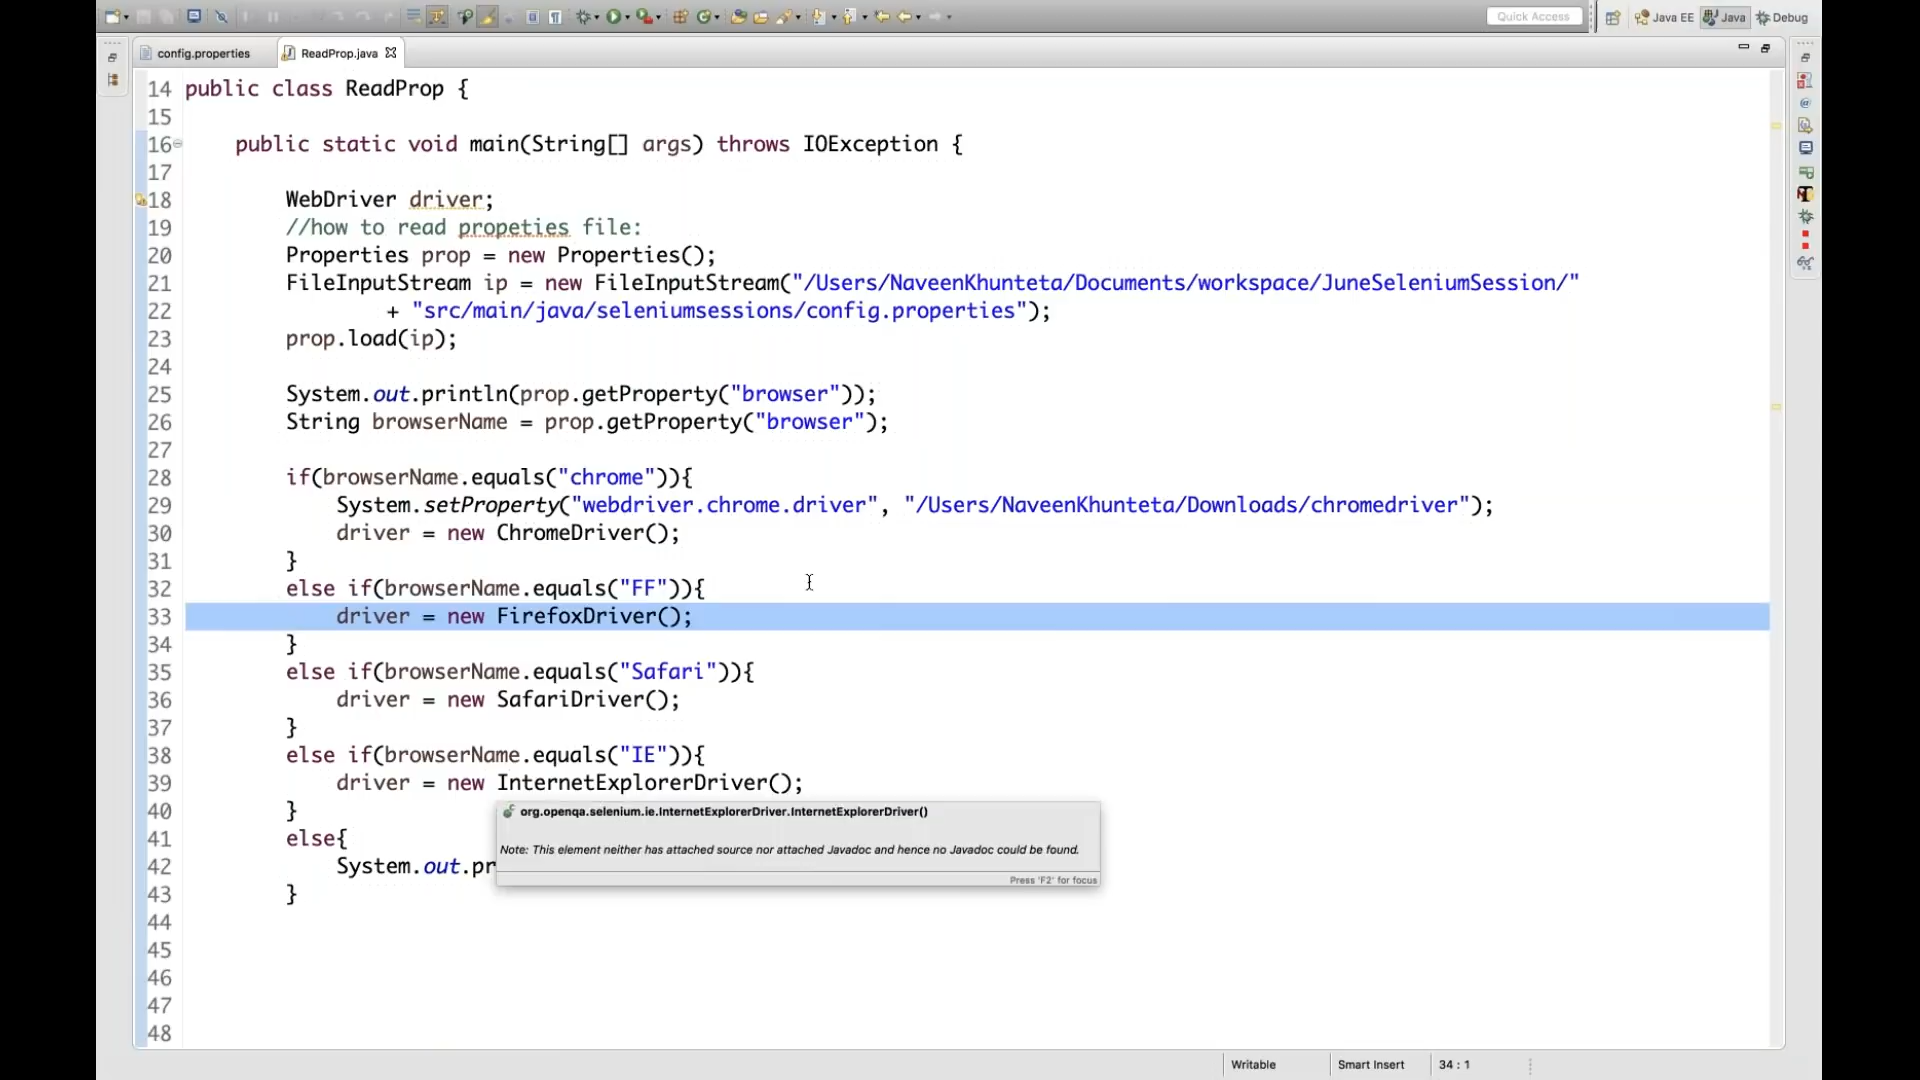 Quick Access
Java EE
Java
Debug
config.properties
ReadProp.java
14 public class ReadProp {
15
16 public static void main(String[] args) throws IOException {
17
18 WebDriver driver;
19 //how to read propeties file:
20 Properties prop = new Properties();
21 FileInputStream ip = new FileInputStream("/Users/NaveenKhunteta/Documents/workspace/JuneSeleniumSession/"
22 + "src/main/java/seleniumsessions/config.properties");
23 prop.load(ip);
24
25 System.out.println(prop.getProperty("browser"));
26 String browserName = prop.getProperty("browser");
27
28 if(browserName.equals("chrome")){
29 System.setProperty("webdriver.chrome.driver", "/Users/NaveenKhunteta/Downloads/chromedriver");
30 driver = new ChromeDriver();
31 }
32 else if(browserName.equals("FF")){
33 driver = new FirefoxDriver();
34 }
35 else if(browserName.equals("Safari")){
36 driver = new SafariDriver();
37 }
38 else if(browserName.equals("IE")){
39 driver = new InternetExplorerDriver();
40 }
org.openqa.selenium.ie.InternetExplorerDriver.InternetExplorerDriver()
41 else{
Note: This element neither has attached source nor attached Javadoc and hence no Javadoc could be found.
42 System.out.pr
Press 'F2' for focus
43 }
44
45
46
47
48
Writable
Smart Insert
34 : 1